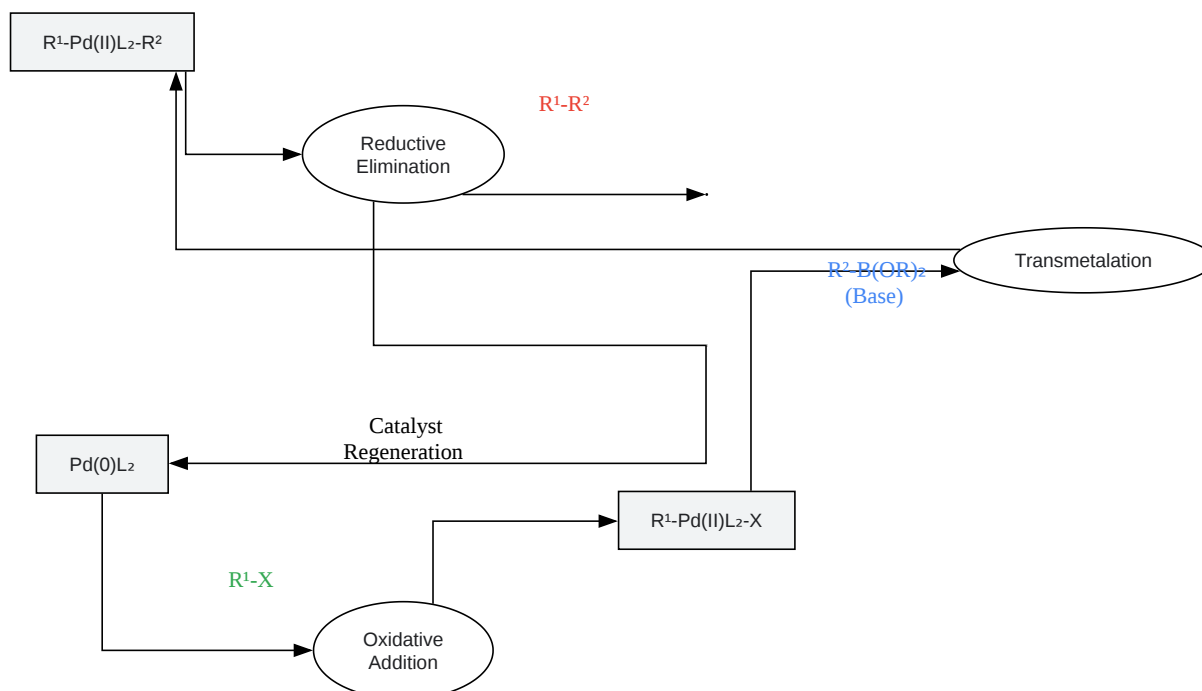 R¹-Pd(II)L₂-R²
R¹-R²
Reductive
Elimination
Transmetalation
R²-B(OR)₂
(Base)
Catalyst
Regeneration
Pd(0)L₂
R¹-Pd(II)L₂-X
R¹-X
Oxidative
Addition